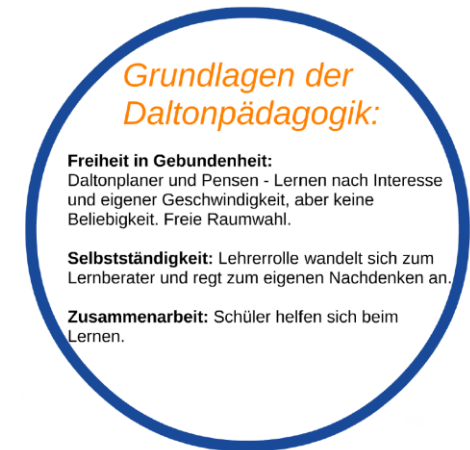 Grundlagen der
Daltonpädagogik:
Freiheit in Gebundenheit:
Daltonplaner und Pensen - Lernen nach Interesse
und eigener Geschwindigkeit, aber keine
Beliebigkeit. Freie Raumwahl.
Selbstständigkeit: Lehrerrolle wandelt sich zum
Lernberater und regt zum eigenen Nachdenken an.
Zusammenarbeit: Schüler helfen sich beim
Lernen.